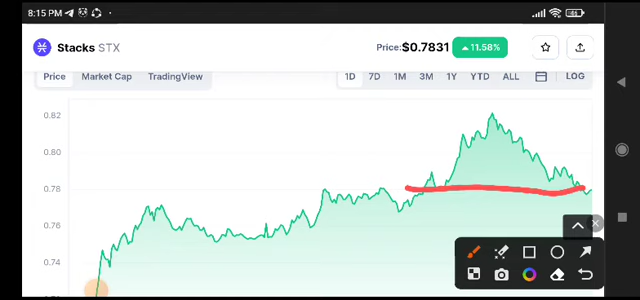 8:15 PM
Stacks STX
Price: $0.7831 ▲ 11.58%
Price Market Cap TradingView
1D 7D 1M 3M 1Y YTD ALL LOG
0.82
0.80
0.78
0.76
0.74